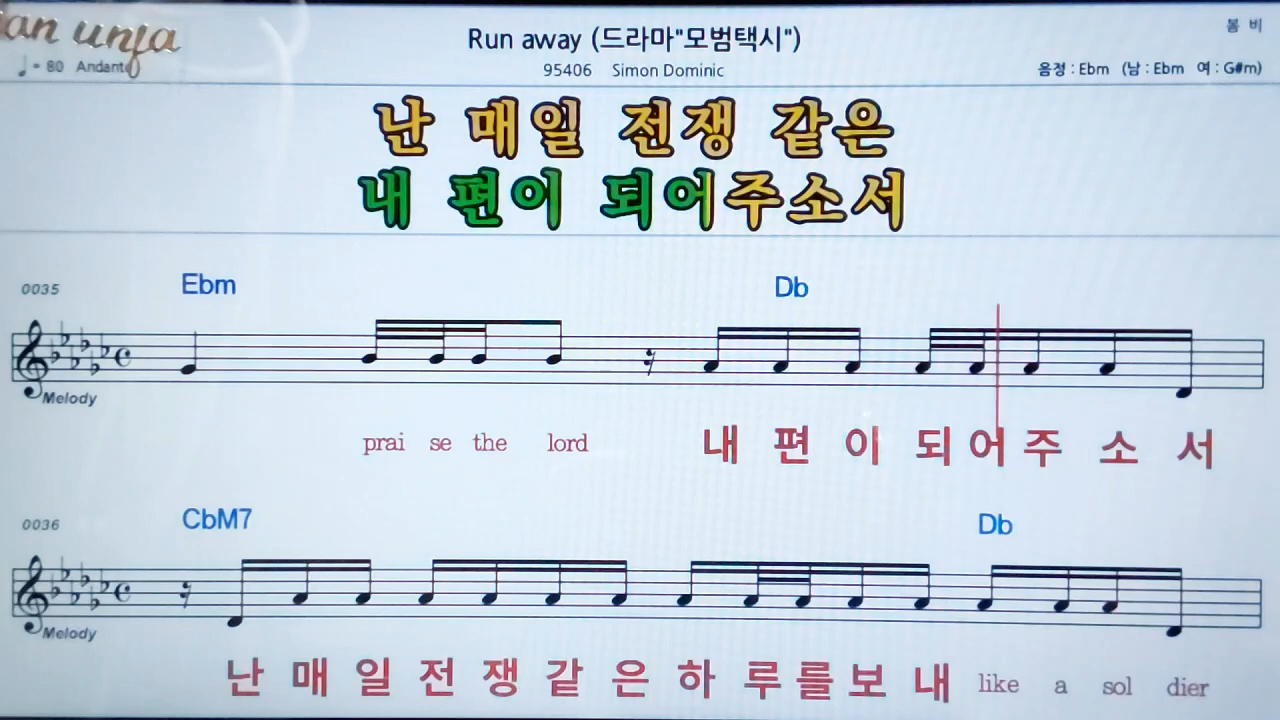 봄 비
Run away (드라마"모범택시")
♩= 80 Andante
95406 Simon Dominic
음정 : Ebm (남 : Ebm 여 : G#m)
난 매일 전쟁 같은
내 편이 되어주소서
0035
Ebm Db
Melody
prai se the lord 내 편 이 되 어 주 소 서
0036
CbM7 Db
Melody
난 매 일 전 쟁 같 은 하 루 를 보 내 like a sol dier